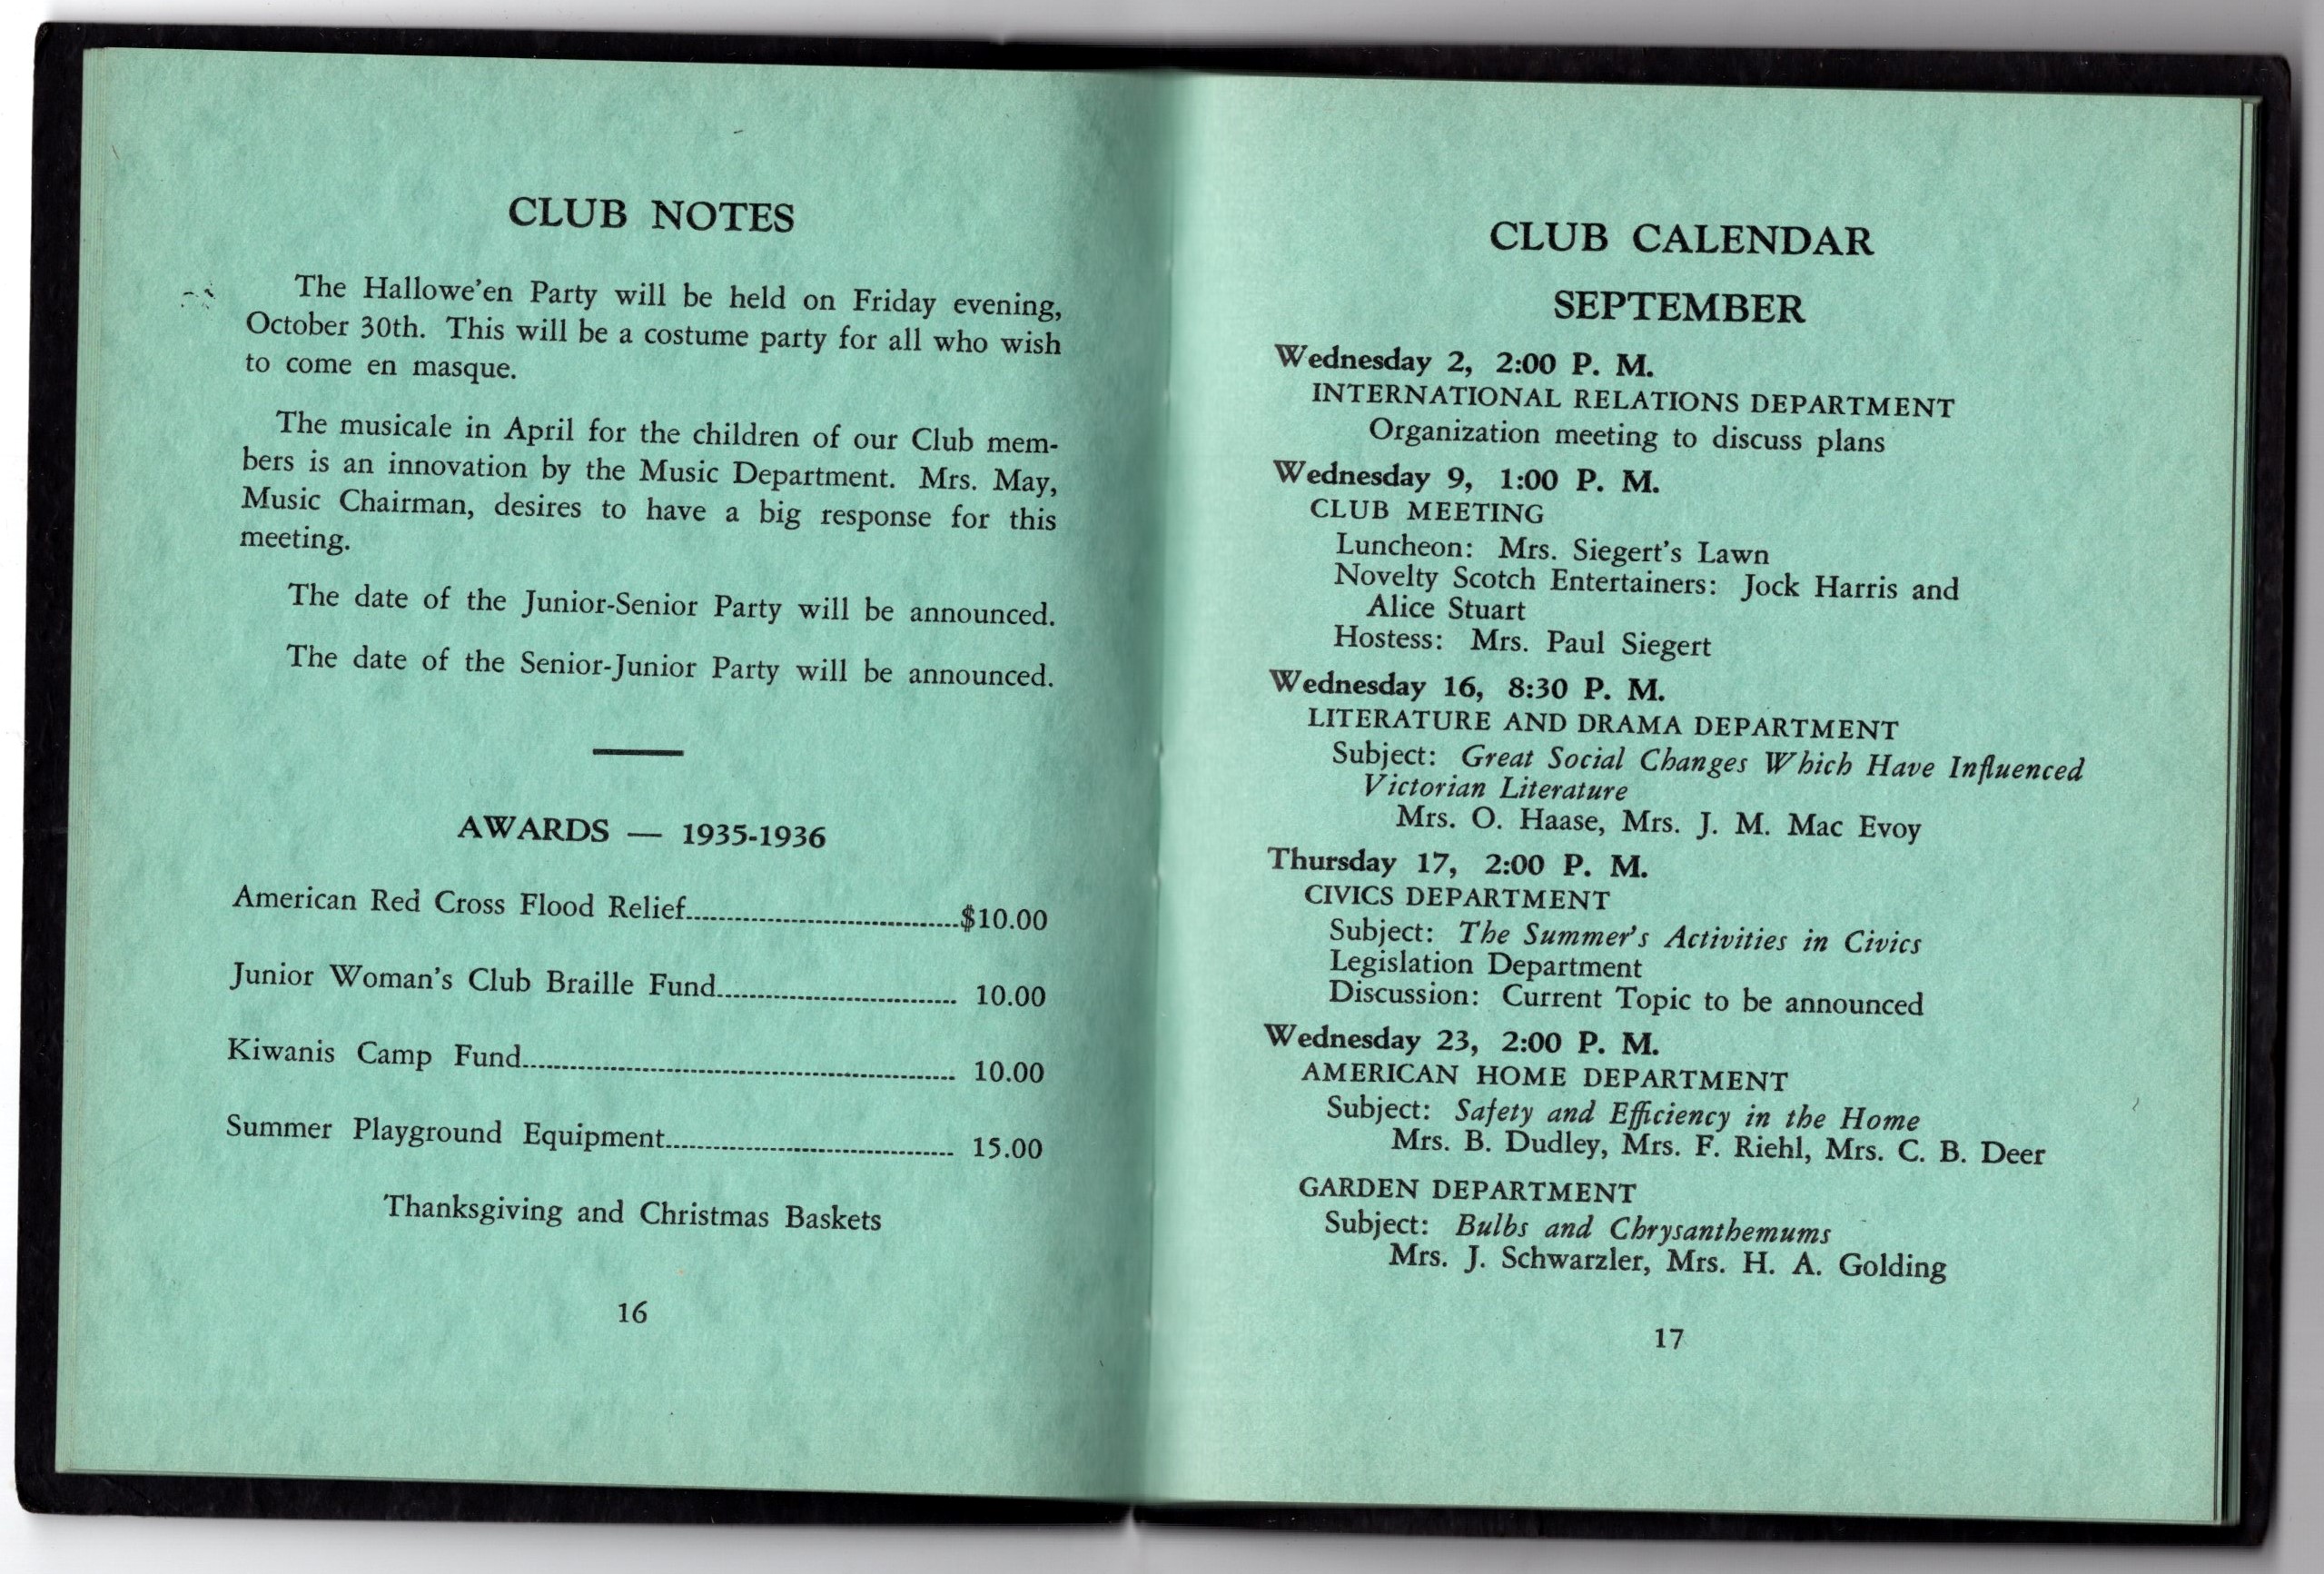 CLUB NOTES
The Hallowe'en Party will be held on Friday evening,
October 30th. This will be a costume party for all who wish
to come en masque.
The musicale in April for the children of our Club mem-
bers is an innovation by the Music Department. Mrs. May,
Music Chairman, desires to have a big response for this
meeting.
The date of the Junior-Senior Party will be announced.
The date of the Senior-Junior Party will be announced.
AWARDS — 1935-1936
American Red Cross Flood Relief $10.00
Junior Woman's Club Braille Fund 10.00
Kiwanis Camp Fund 10.00
Summer Playground Equipment 15.00
Thanksgiving and Christmas Baskets
16
CLUB CALENDAR
SEPTEMBER
Wednesday 2, 2:00 P. M.
INTERNATIONAL RELATIONS DEPARTMENT
Organization meeting to discuss plans
Wednesday 9, 1:00 P. M.
CLUB MEETING
Luncheon: Mrs. Siegert's Lawn
Novelty Scotch Entertainers: Jock Harris and
Alice Stuart
Hostess: Mrs. Paul Siegert
Wednesday 16, 8:30 P. M.
LITERATURE AND DRAMA DEPARTMENT
Subject: Great Social Changes Which Have Influenced
Victorian Literature
Mrs. O. Haase, Mrs. J. M. Mac Evoy
Thursday 17, 2:00 P. M.
CIVICS DEPARTMENT
Subject: The Summer's Activities in Civics
Legislation Department
Discussion: Current Topic to be announced
Wednesday 23, 2:00 P. M.
AMERICAN HOME DEPARTMENT
Subject: Safety and Efficiency in the Home
Mrs. B. Dudley, Mrs. F. Riehl, Mrs. C. B. Deer
GARDEN DEPARTMENT
Subject: Bulbs and Chrysanthemums
Mrs. J. Schwarzler, Mrs. H. A. Golding
17